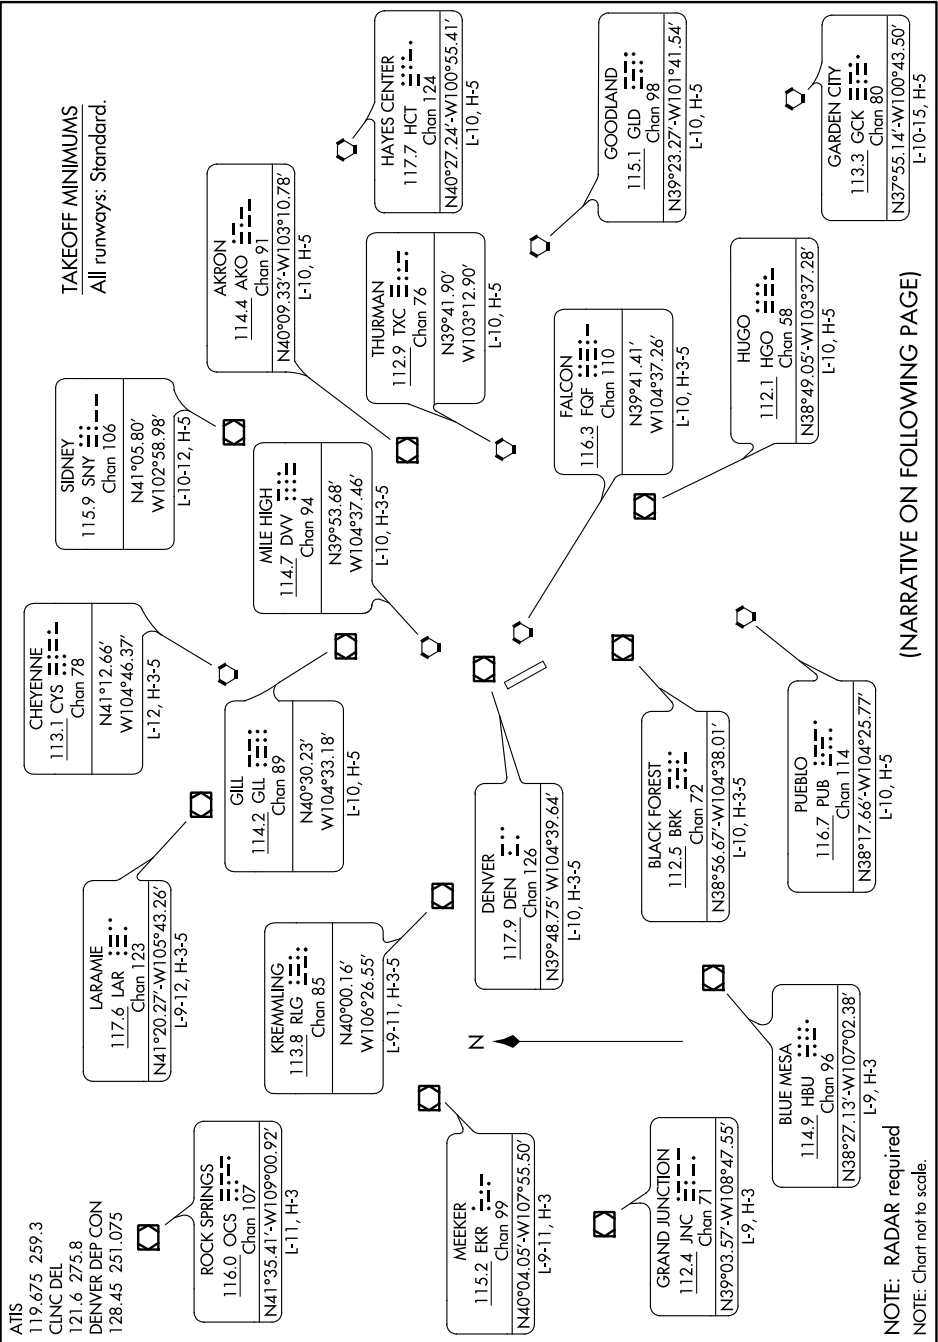 ATIS
119.675 259.3
CLNC DEL
121.6 275.8
DENVER DEP CON
128.45 251.075
TAKEOFF MINIMUMS
All runways: Standard.
ROCK SPRINGS
116.0 OCS
Chan 107
N41°35.41′-W109°00.92′
L-11, H-3
LARAMIE
117.6 LAR
Chan 123
N41°20.27′-W105°43.26′
L-9-12, H-3-5
CHEYENNE
113.1 CYS
Chan 78
N41°12.66′
W104°46.37′
L-12, H-3-5
SIDNEY
115.9 SNY
Chan 106
N41°05.80′
W102°58.98′
L-10-12, H-5
GILL
114.2 GLL
Chan 89
N40°30.23′
W104°33.18′
L-10, H-5
AKRON
114.4 AKO
Chan 91
N40°09.33′-W103°10.78′
L-10, H-5
MILE HIGH
114.7 DVV
Chan 94
N39°53.68′
W104°37.46′
L-10, H-3-5
KREMMLING
113.8 RLG
Chan 85
N40°00.16′
W106°26.55′
L-9-11, H-3-5
HAYES CENTER
117.7 HCT
Chan 124
N40°27.24′-W100°55.41′
L-10, H-5
THURMAN
112.9 TXC
Chan 76
N39°41.90′
W103°12.90′
L-10, H-5
MEEKER
115.2 EKR
Chan 99
N40°04.05′-W107°55.50′
L-9-11, H-3
N
DENVER
117.9 DEN
Chan 126
N39°48.75′ W104°39.64′
L-10, H-3-5
FALCON
116.3 FQF
Chan 110
N39°41.41′
W104°37.26′
L-10, H-3-5
GOODLAND
115.1 GLD
Chan 98
N39°23.27′-W101°41.54′
L-10, H-5
GRAND JUNCTION
112.4 JNC
Chan 71
N39°03.57′-W108°47.55′
L-9, H-3
BLACK FOREST
112.5 BRK
Chan 72
N38°56.67′-W104°38.01′
L-10, H-3-5
HUGO
112.1 HGO
Chan 58
N38°49.05′-W103°37.28′
L-10, H-5
BLUE MESA
114.9 HBU
Chan 96
N38°27.13′-W107°02.38′
L-9, H-3
PUEBLO
116.7 PUB
Chan 114
N38°17.66′-W104°25.77′
L-10, H-5
GARDEN CITY
113.3 GCK
Chan 80
N37°55.14′-W100°43.50′
L-10-15, H-5
NOTE: RADAR required
NOTE: Chart not to scale.
(NARRATIVE ON FOLLOWING PAGE)